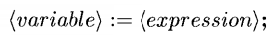 ⟨variable⟩ := ⟨expression⟩;